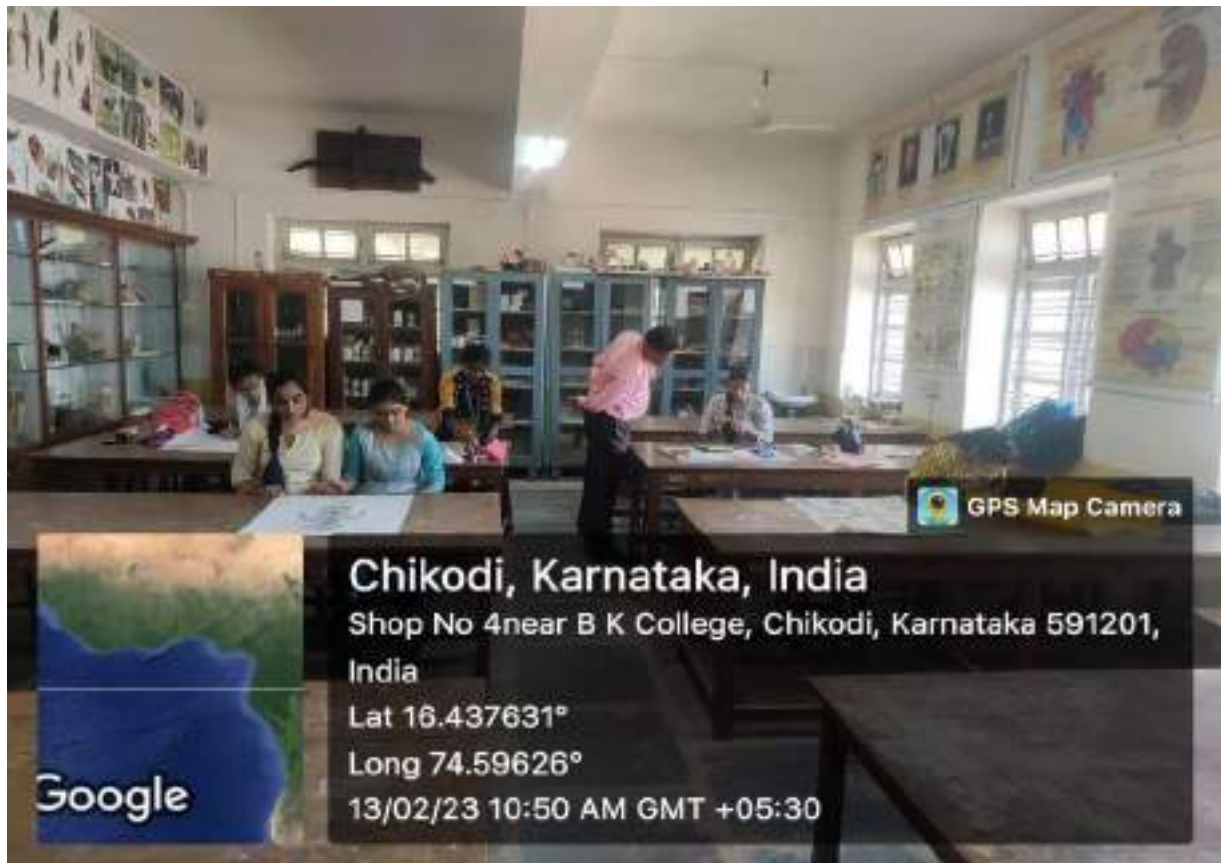 GPS Map Camera
Chikodi, Karnataka, India
Shop No 4near B K College, Chikodi, Karnataka 591201,
India
Lat 16.437631°
Long 74.59626°
13/02/23 10:50 AM GMT +05:30
Google